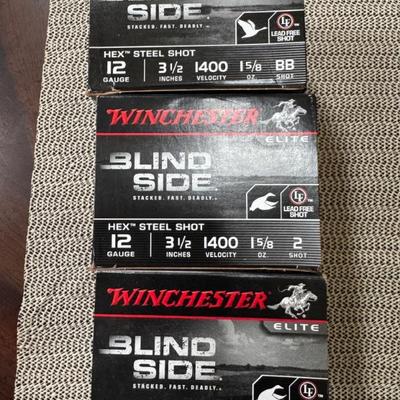 BLIND
SIDE
STACKED. FAST. DEADLY.
LF
LEAD FREE
SHOT
HEX™ STEEL SHOT
12 3 1/2 1400 1 5/8 BB
GAUGE INCHES VELOCITY OZ. SHOT
WINCHESTER
ELITE
BLIND
SIDE
STACKED. FAST. DEADLY.
LF
LEAD FREE
SHOT
HEX™ STEEL SHOT
12 3 1/2 1400 1 5/8 2
GAUGE INCHES VELOCITY OZ. SHOT
WINCHESTER
ELITE
BLIND
SIDE
STACKED. FAST. DEADLY.
LF